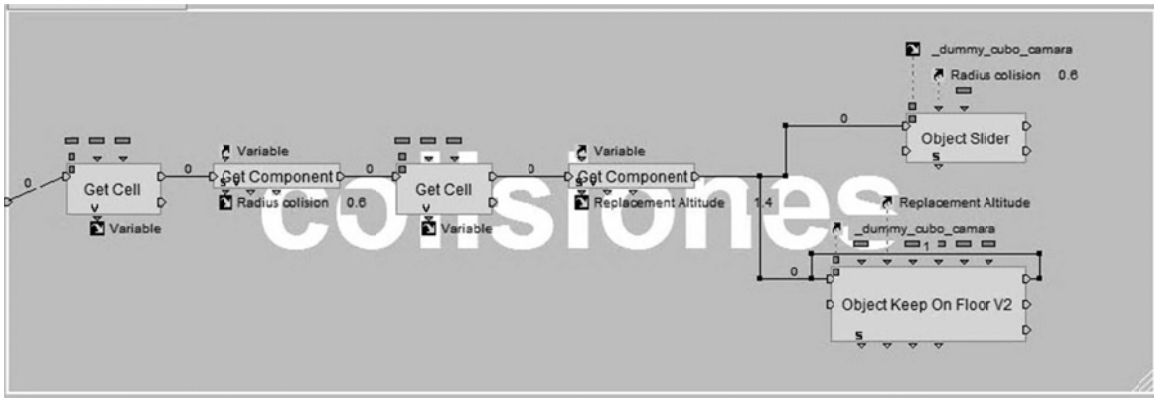 _dummy_cubo_camara
Radius colision 0.6
0
Object Slider
S
Variable
Variable
0
0
0
0
Get Cell
Get Component
Get Cell
Get Component
V
S V
V
S V
Variable
Radius colision 0.6
Variable
Replacement Altitude 1.4
colisiones
Replacement Altitude
_dummy_cubo_camara
1
0
Object Keep On Floor V2
S